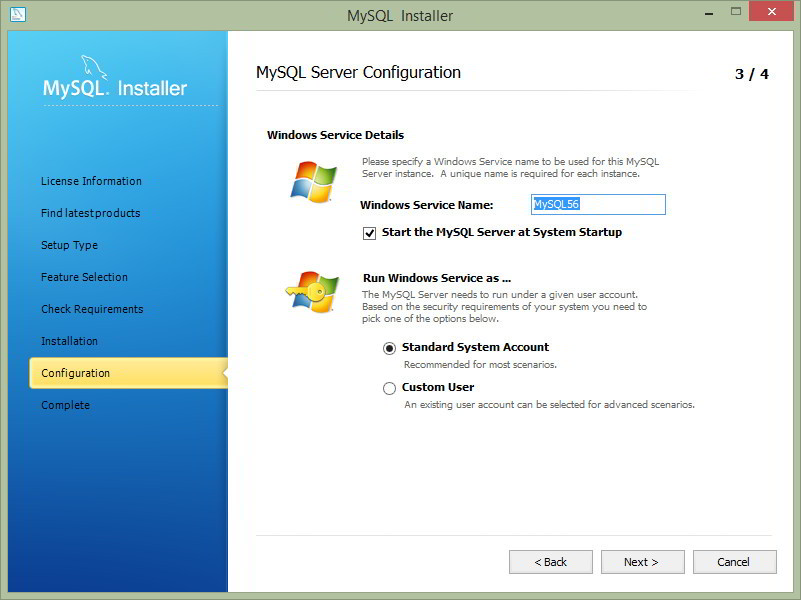 MySQL Installer
MySQL. Installer
License Information
Find latest products
Setup Type
Feature Selection
Check Requirements
Installation
Configuration
Complete
MySQL Server Configuration
3 / 4
Windows Service Details
Please specify a Windows Service name to be used for this MySQL
Server instance. A unique name is required for each instance.
Windows Service Name:
MySQL56
Start the MySQL Server at System Startup
Run Windows Service as ...
The MySQL Server needs to run under a given user account.
Based on the security requirements of your system you need to
pick one of the options below.
Standard System Account
Recommended for most scenarios.
Custom User
An existing user account can be selected for advanced scenarios.
< Back
Next >
Cancel